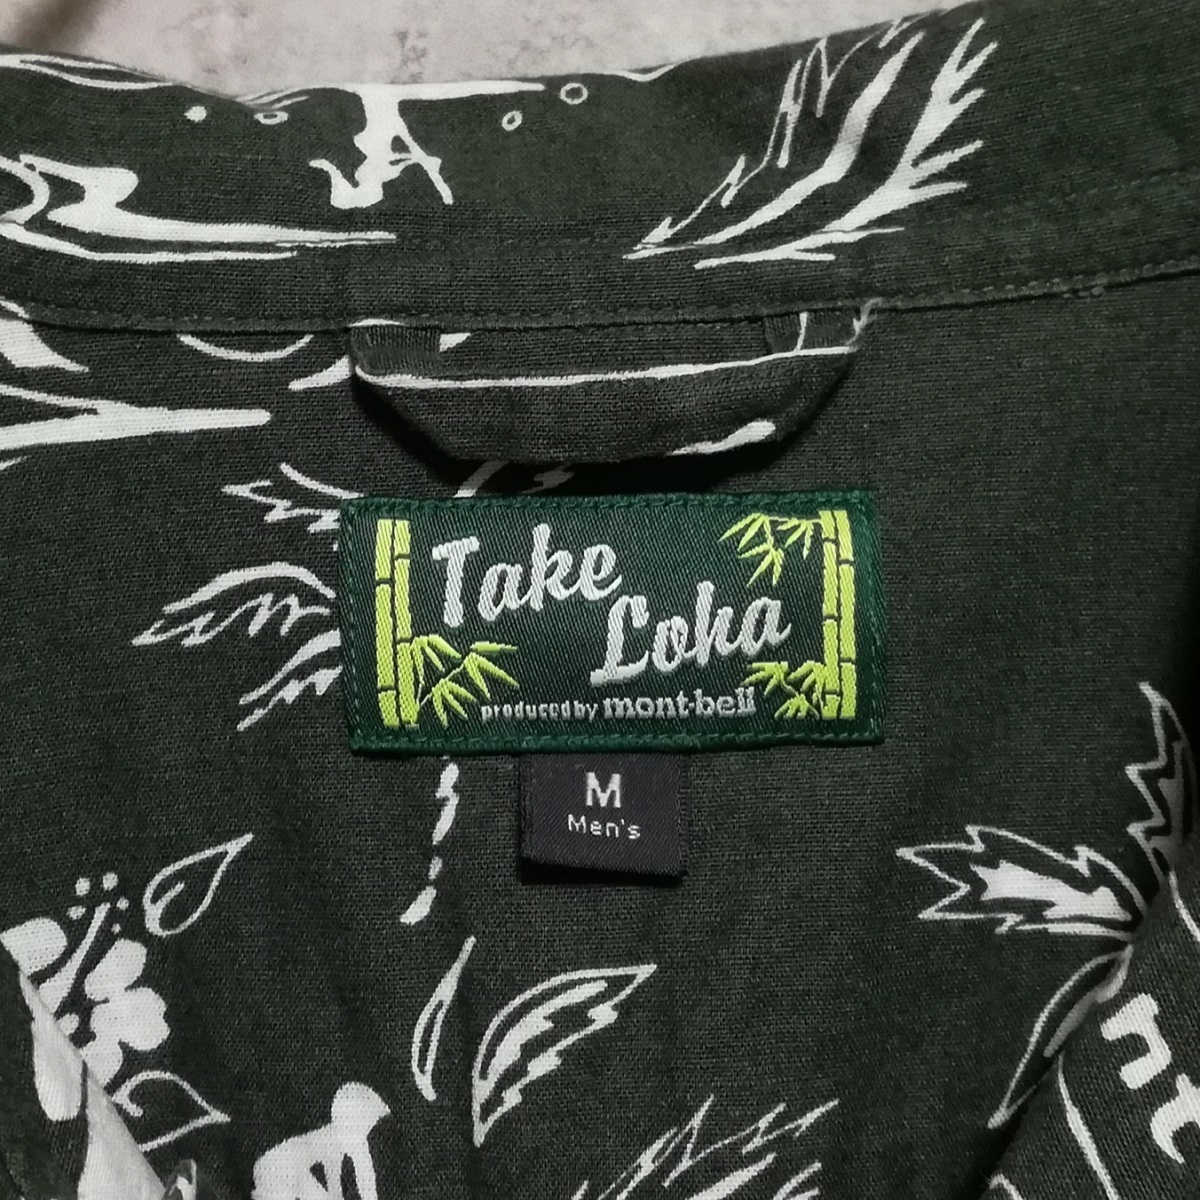 Take
Loha
produced by mont-bell
M
Men's